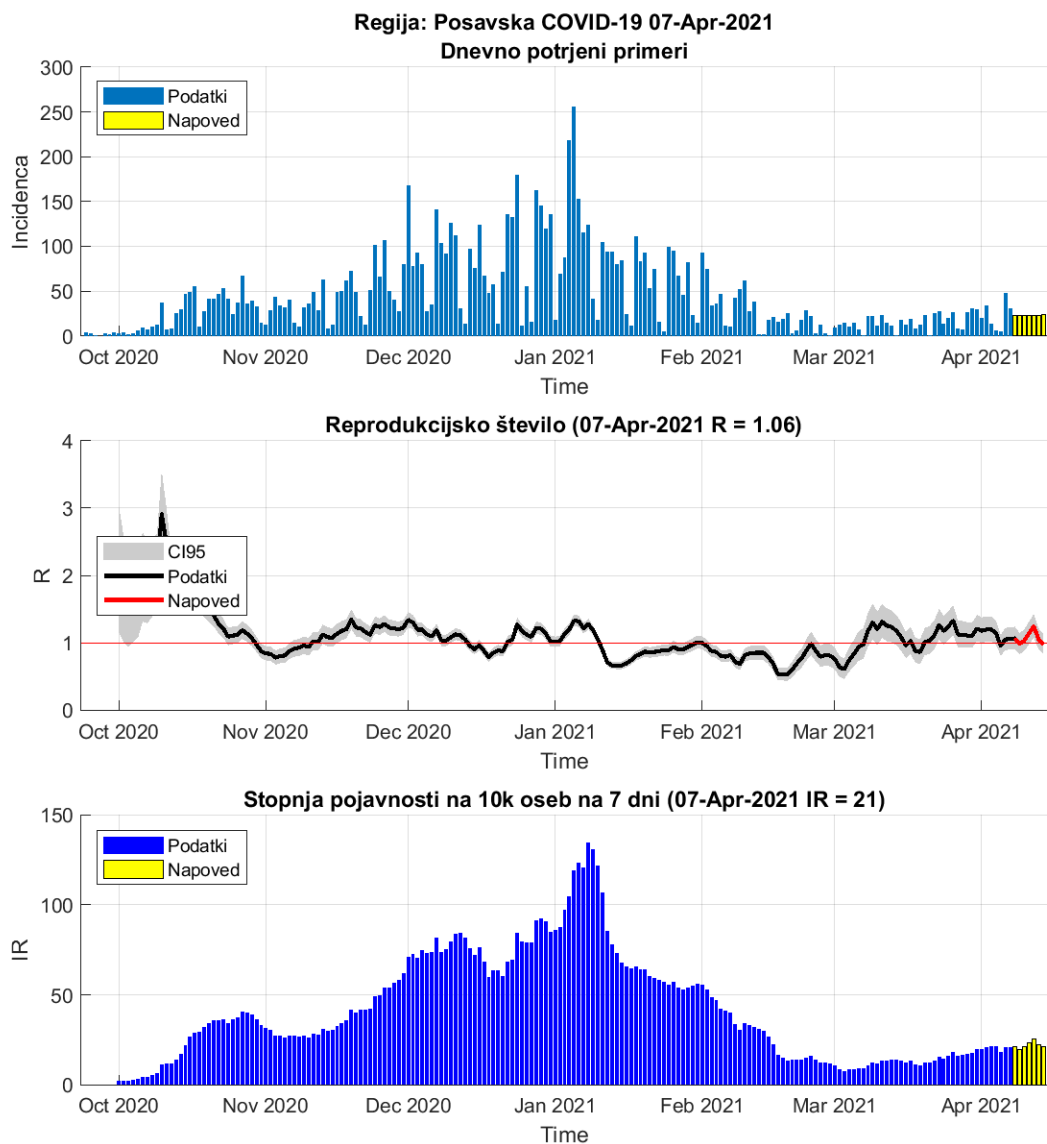 Regija: Posavska COVID-19 07-Apr-2021
Dnevno potrjeni primeri
300
250
200
150
100
50
0
Incidenca
Podatki
Napoved
Oct 2020 Nov 2020 Dec 2020 Jan 2021 Feb 2021 Mar 2021 Apr 2021
Time
Reprodukcijsko število (07-Apr-2021 R = 1.06)
4
3
2
1
0
R
CI95
Podatki
Napoved
Oct 2020 Nov 2020 Dec 2020 Jan 2021 Feb 2021 Mar 2021 Apr 2021
Time
Stopnja pojavnosti na 10k oseb na 7 dni (07-Apr-2021 IR = 21)
150
100
50
0
IR
Podatki
Napoved
Oct 2020 Nov 2020 Dec 2020 Jan 2021 Feb 2021 Mar 2021 Apr 2021
Time